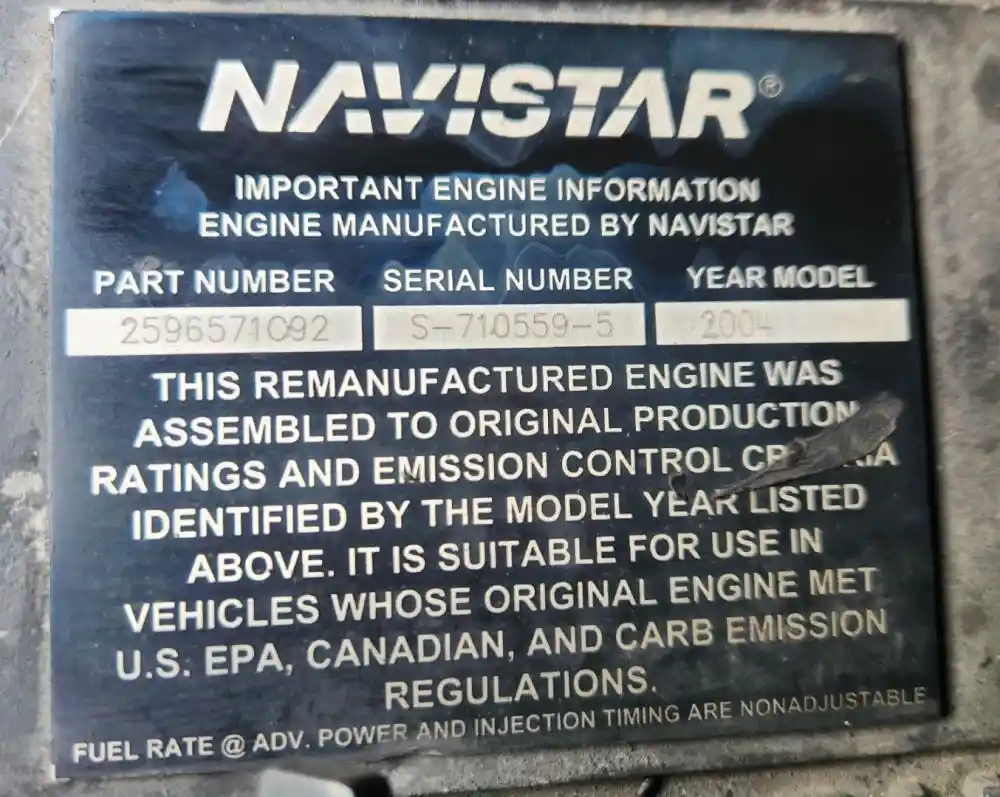 NAVISTAR®
IMPORTANT ENGINE INFORMATION
ENGINE MANUFACTURED BY NAVISTAR
PART NUMBER SERIAL NUMBER YEAR MODEL
2596571C92 S-710559-5 2004
THIS REMANUFACTURED ENGINE WAS
ASSEMBLED TO ORIGINAL PRODUCTION
RATINGS AND EMISSION CONTROL
IDENTIFIED BY THE MODEL YEAR LISTED
ABOVE. IT IS SUITABLE FOR USE IN
VEHICLES WHOSE ORIGINAL ENGINE MET
U.S. EPA, CANADIAN, AND CARB EMISSION
REGULATIONS.
FUEL RATE @ ADV. POWER AND INJECTION TIMING ARE NONADJUSTABLE